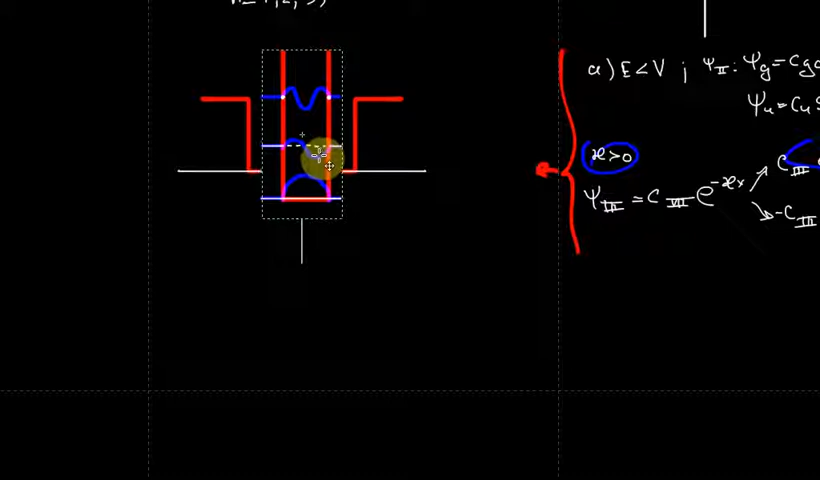 a) E<V ; Ψ_II: Ψ_g = C_g
Ψ_u = C_u
ϰ>0
C_III
Ψ_III = C_III e^{-ϰx}
-C_III